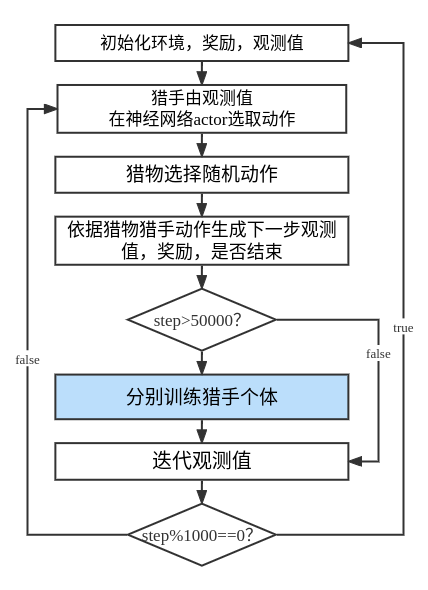 初始化环境，奖励，观测值
猎手由观测值
在神经网络actor选取动作
猎物选择随机动作
依据猎物猎手动作生成下一步观测
值，奖励，是否结束
step>50000?
true
false
false
分别训练猎手个体
迭代观测值
step%1000==0?